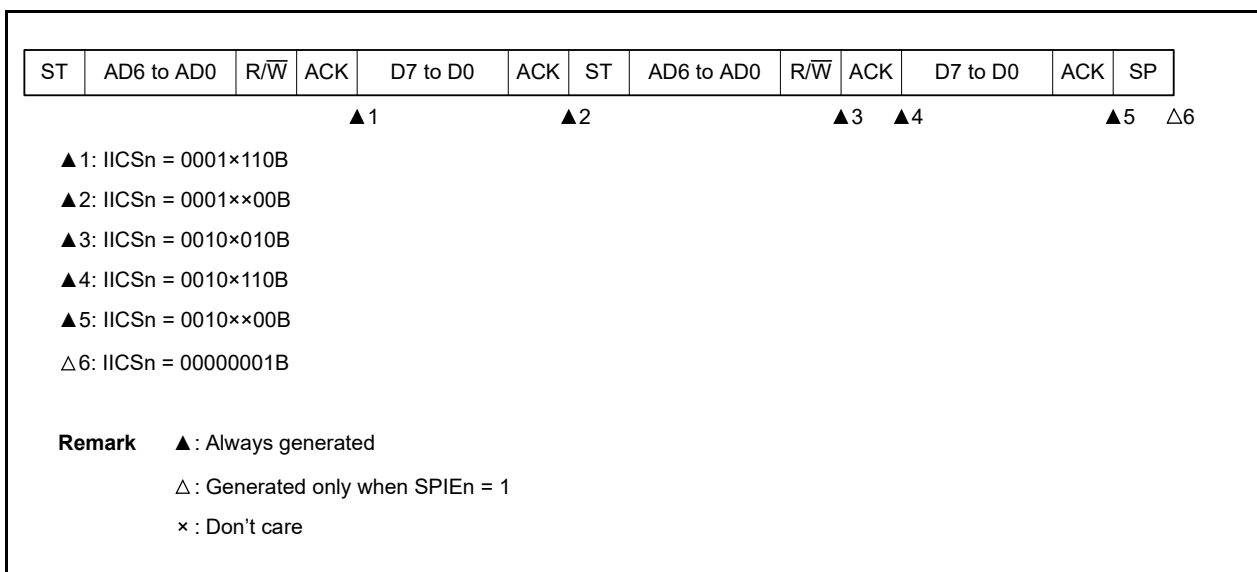 ST AD6 to AD0 R/W̅ ACK D7 to D0 ACK ST AD6 to AD0 R/W̅ ACK D7 to D0 ACK SP
▲1 ▲2 ▲3 ▲4 ▲5 △6
▲1: IICSn = 0001×110B
▲2: IICSn = 0001××00B
▲3: IICSn = 0010×010B
▲4: IICSn = 0010×110B
▲5: IICSn = 0010××00B
△6: IICSn = 00000001B
Remark ▲: Always generated
△: Generated only when SPIEn = 1
×: Don't care